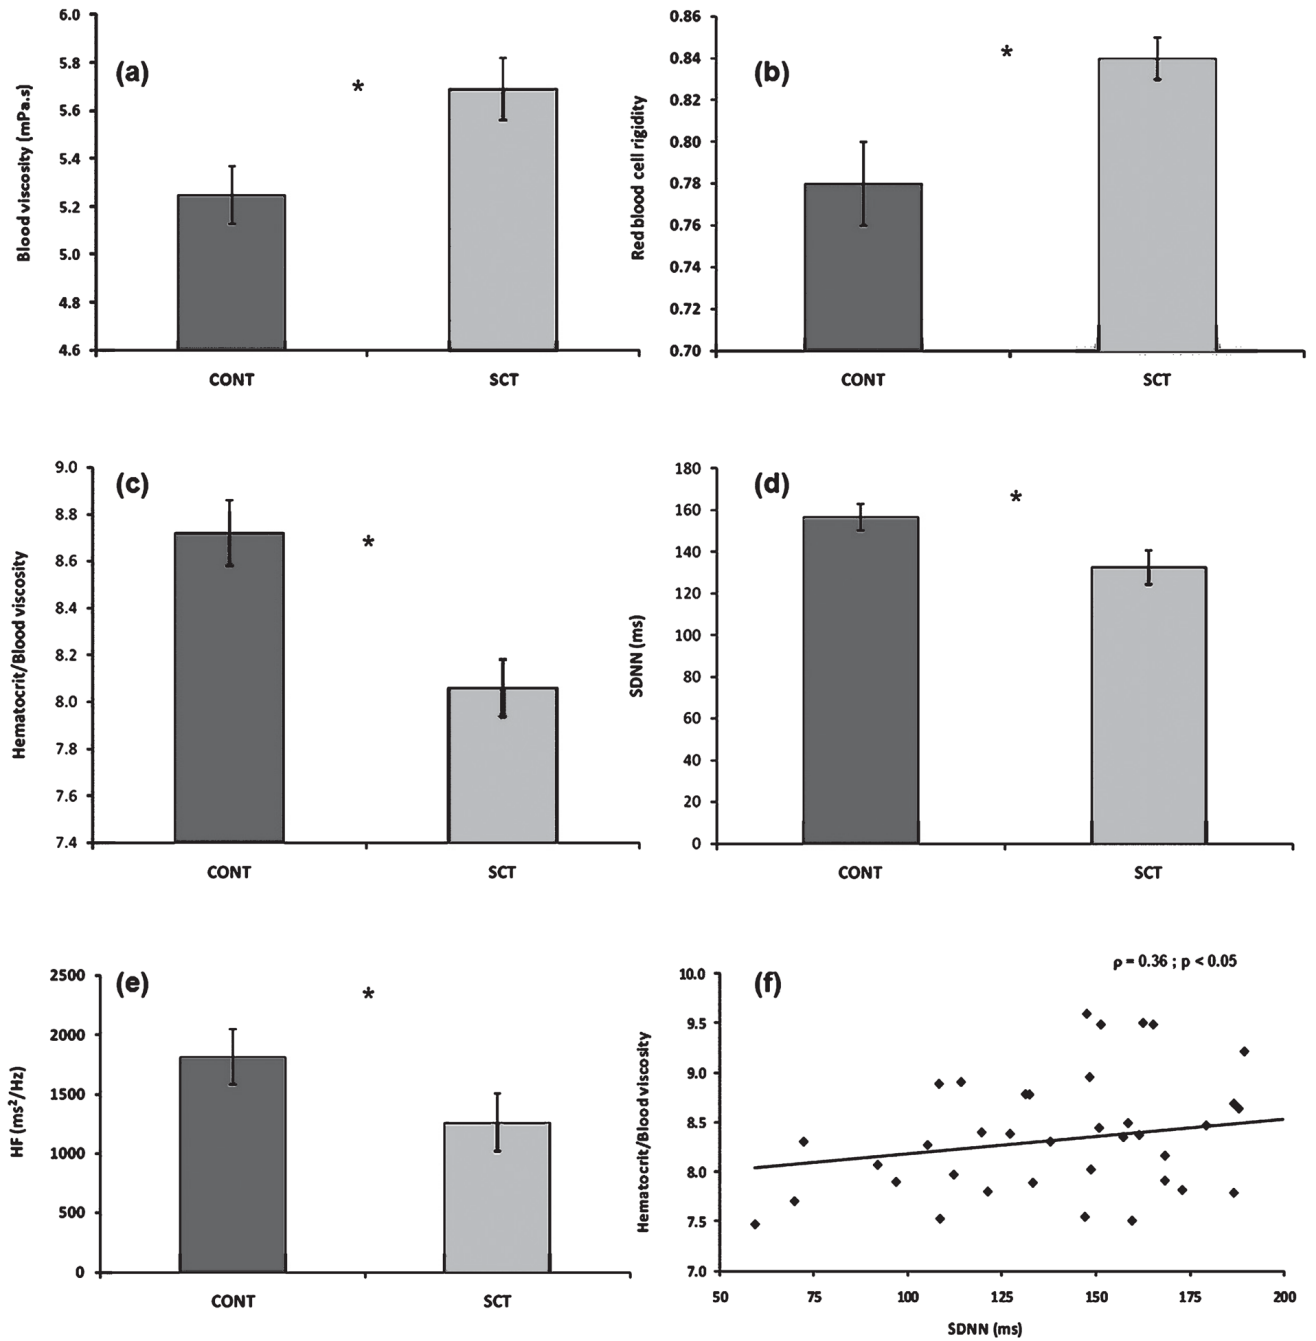 (a)
Blood viscosity (mPa.s)
6.0
5.8
5.6
5.4
5.2
5.0
4.8
4.6
*
CONT
SCT
(b)
Red blood cell rigidity
0.86
0.84
0.82
0.80
0.78
0.76
0.74
0.72
0.70
*
CONT
SCT
(c)
Hematocrit/Blood viscosity
9.0
8.8
8.6
8.4
8.2
8.0
7.8
7.6
7.4
*
CONT
SCT
(d)
SDNN (ms)
180
160
140
120
100
80
60
40
20
0
*
CONT
SCT
(e)
HF (ms²/Hz)
2500
2000
1500
1000
500
0
*
CONT
SCT
(f)
ρ = 0.36 ; p < 0.05
Hematocrit/Blood viscosity
10.0
9.5
9.0
8.5
8.0
7.5
7.0
50
75
100
125
150
175
200
SDNN (ms)